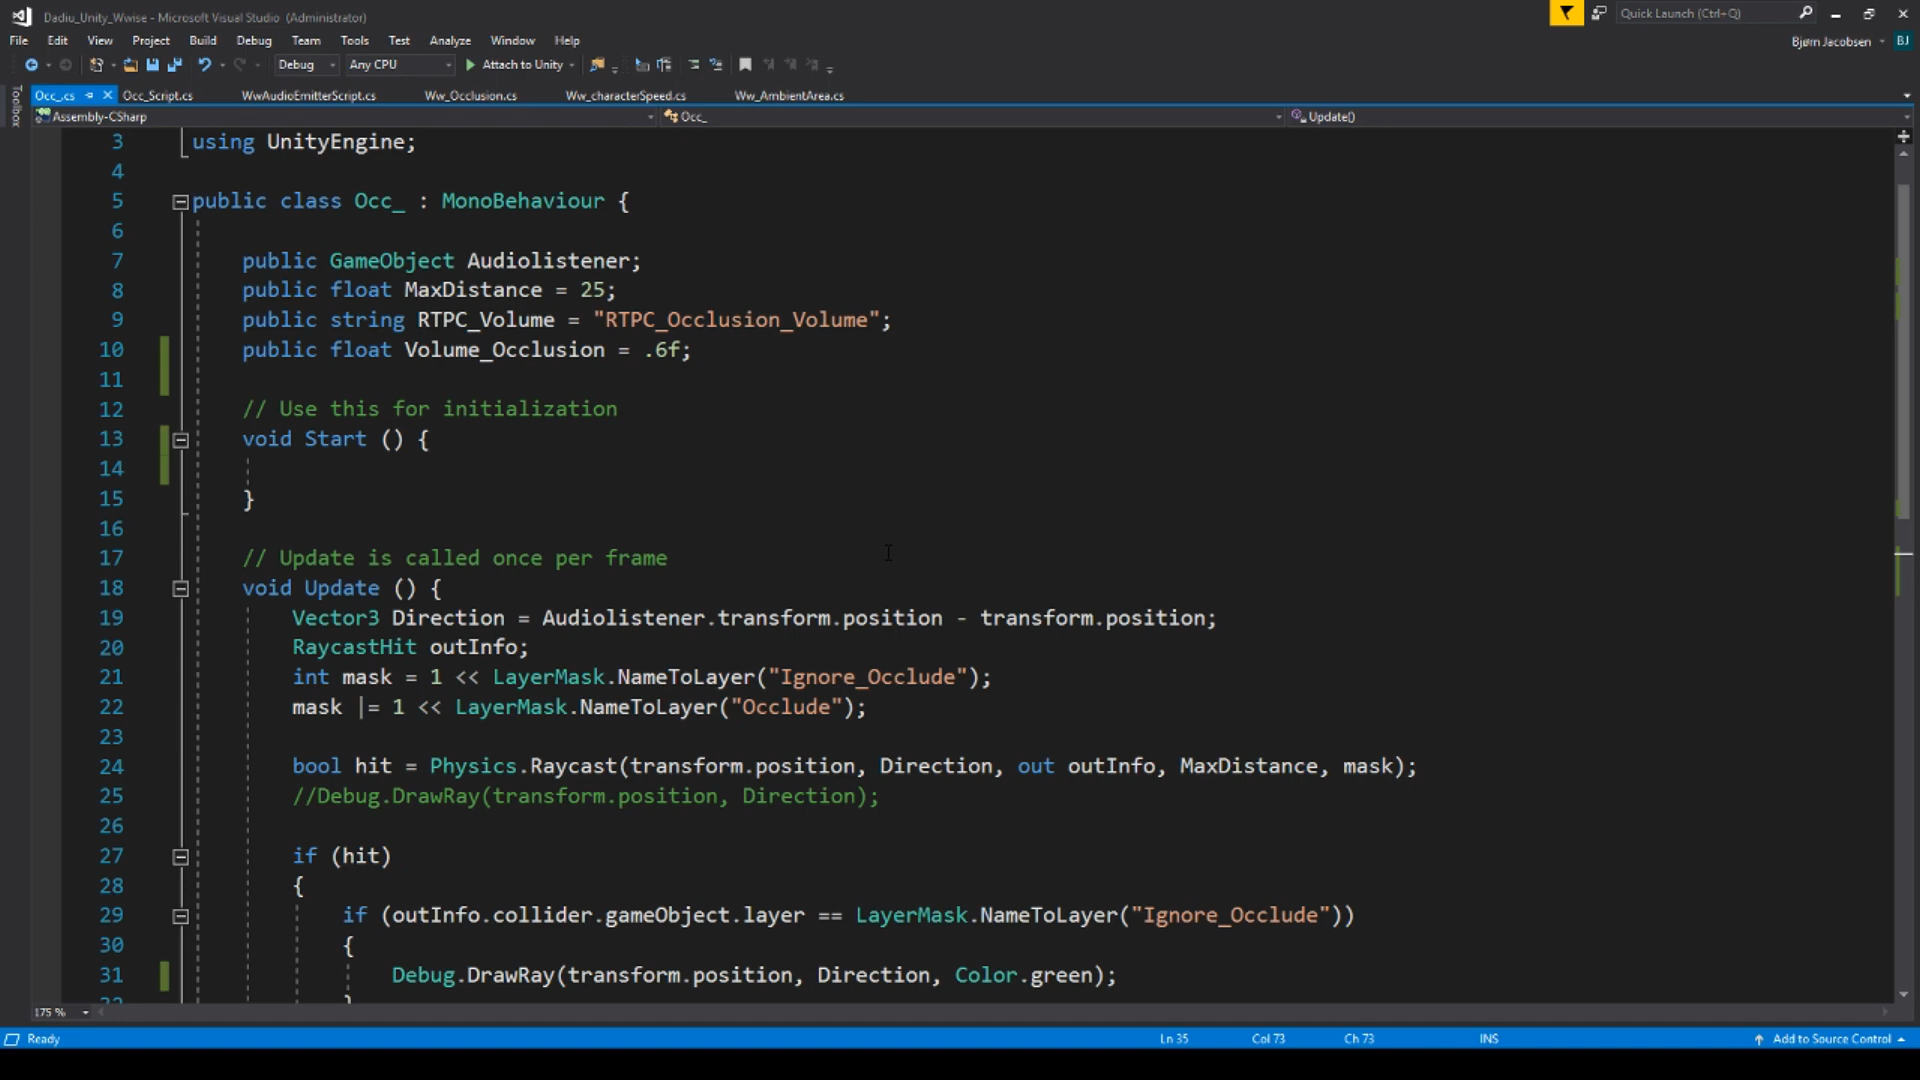 Dadiu_Unity_Wwise - Microsoft Visual Studio (Administrator)
Quick Launch (Ctrl+Q)
File Edit View Project Build Debug Team Tools Test Analyze Window Help
Bjørn Jacobsen BJ
Debug Any CPU Attach to Unity
Toolbox
Occ_.cs Occ_Script.cs WwAudioEmitterScript.cs Ww_Occlusion.cs Ww_characterSpeed.cs Ww_AmbientArea.cs
Assembly-CSharp Occ_ Update()
3 using UnityEngine;
4
5 public class Occ_ : MonoBehaviour {
6
7 public GameObject Audiolistener;
8 public float MaxDistance = 25;
9 public string RTPC_Volume = "RTPC_Occlusion_Volume";
10 public float Volume_Occlusion = .6f;
11
12 // Use this for initialization
13 void Start () {
14
15 }
16
17 // Update is called once per frame
18 void Update () {
19 Vector3 Direction = Audiolistener.transform.position - transform.position;
20 RaycastHit outInfo;
21 int mask = 1 << LayerMask.NameToLayer("Ignore_Occlude");
22 mask |= 1 << LayerMask.NameToLayer("Occlude");
23
24 bool hit = Physics.Raycast(transform.position, Direction, out outInfo, MaxDistance, mask);
25 //Debug.DrawRay(transform.position, Direction);
26
27 if (hit)
28 {
29 if (outInfo.collider.gameObject.layer == LayerMask.NameToLayer("Ignore_Occlude"))
30 {
31 Debug.DrawRay(transform.position, Direction, Color.green);
175 %
Ready Ln 35 Col 73 Ch 73 INS Add to Source Control